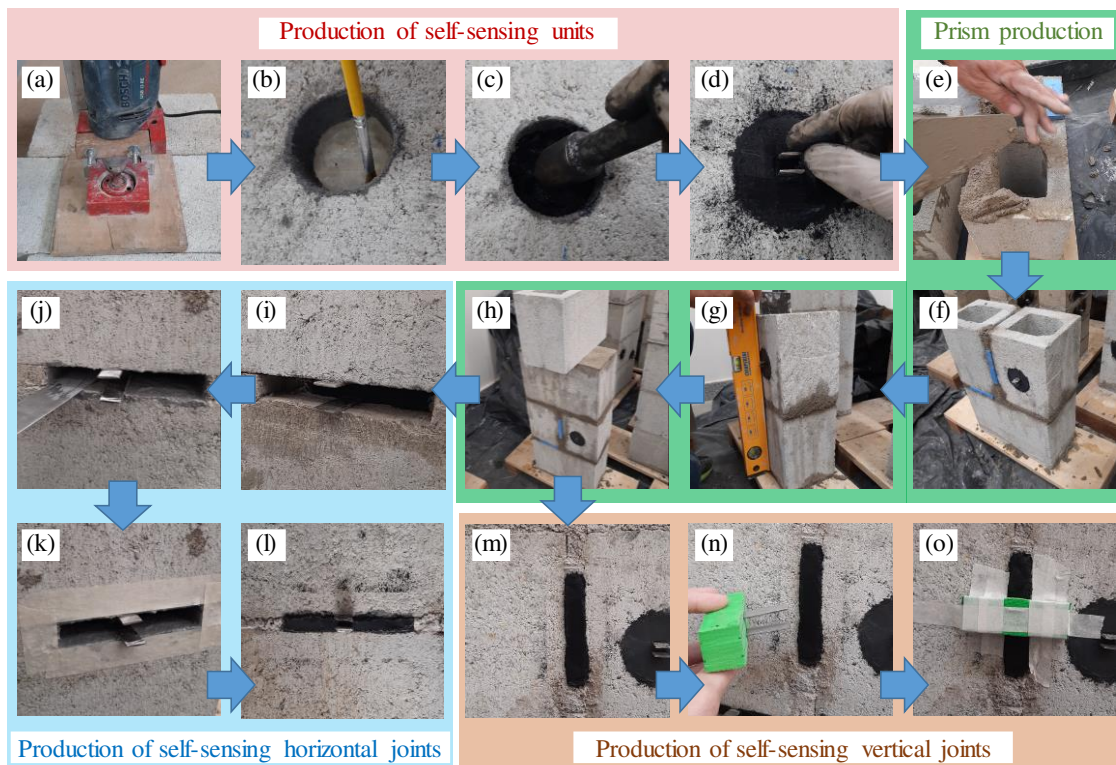 Production of self-sensing units
Prism production
(a)
(b)
(c)
(d)
(e)
BOSCH
(j)
(i)
(h)
(g)
(f)
(k)
(l)
(m)
(n)
(o)
Production of self-sensing horizontal joints
Production of self-sensing vertical joints